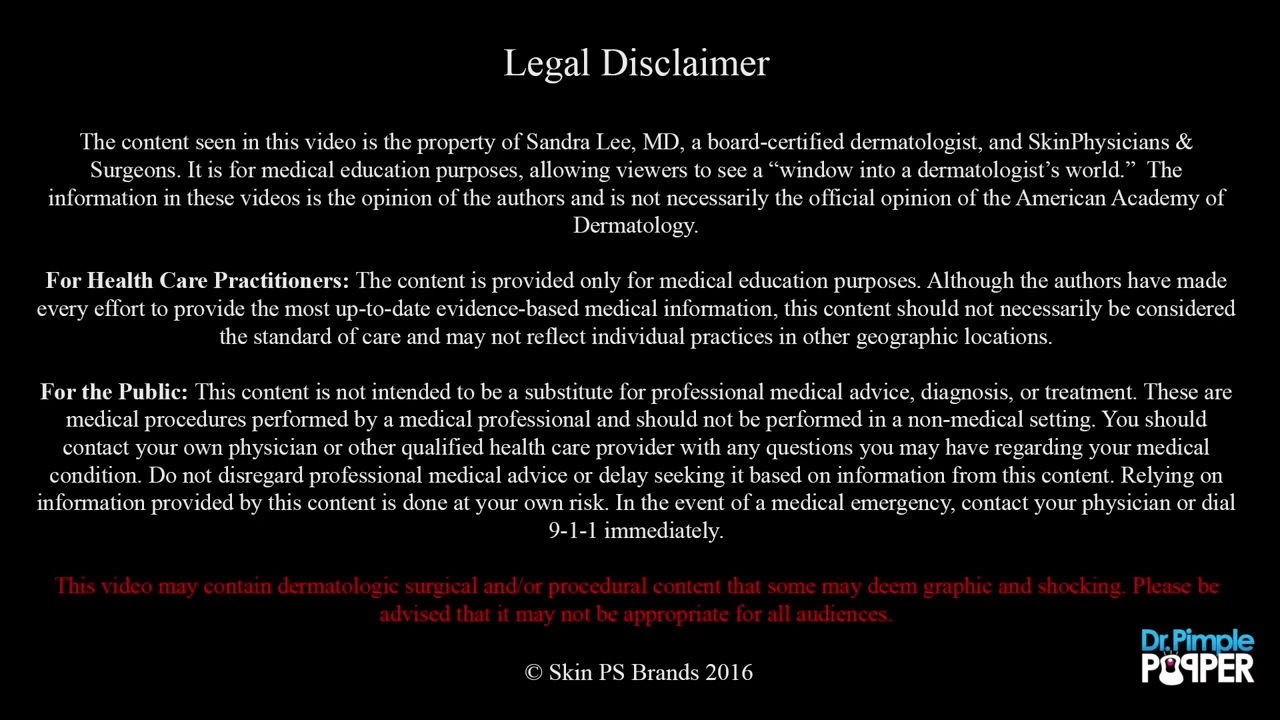 Legal Disclaimer
The content seen in this video is the property of Sandra Lee, MD, a board-certified dermatologist, and SkinPhysicians &
Surgeons. It is for medical education purposes, allowing viewers to see a “window into a dermatologist’s world.”  The
information in these videos is the opinion of the authors and is not necessarily the official opinion of the American Academy of
Dermatology.
For Health Care Practitioners: The content is provided only for medical education purposes. Although the authors have made
every effort to provide the most up-to-date evidence-based medical information, this content should not necessarily be considered
the standard of care and may not reflect individual practices in other geographic locations.
For the Public: This content is not intended to be a substitute for professional medical advice, diagnosis, or treatment. These are
medical procedures performed by a medical professional and should not be performed in a non-medical setting. You should
contact your own physician or other qualified health care provider with any questions you may have regarding your medical
condition. Do not disregard professional medical advice or delay seeking it based on information from this content. Relying on
information provided by this content is done at your own risk. In the event of a medical emergency, contact your physician or dial
9-1-1 immediately.
This video may contain dermatologic surgical and/or procedural content that some may deem graphic and shocking. Please be
advised that it may not be appropriate for all audiences.
© Skin PS Brands 2016
Dr. Pimple
POPPER